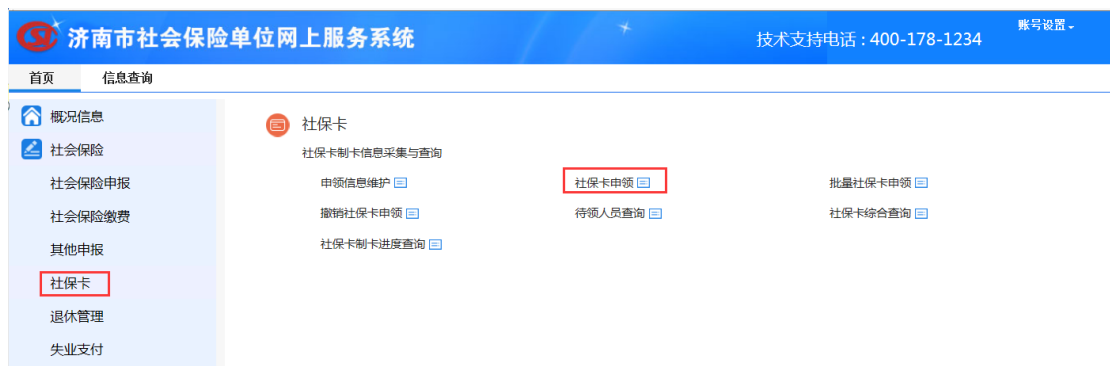 济南市社会保险单位网上服务系统
技术支持电话 : 400-178-1234
账号设置
首页 信息查询
概况信息
社会保险
社会保险申报
社会保险缴费
其他申报
社保卡
退休管理
失业支付
社保卡
社保卡制卡信息采集与查询
申领信息维护 社保卡申领 批量社保卡申领
撤销社保卡申领 待领人员查询 社保卡综合查询
社保卡制卡进度查询